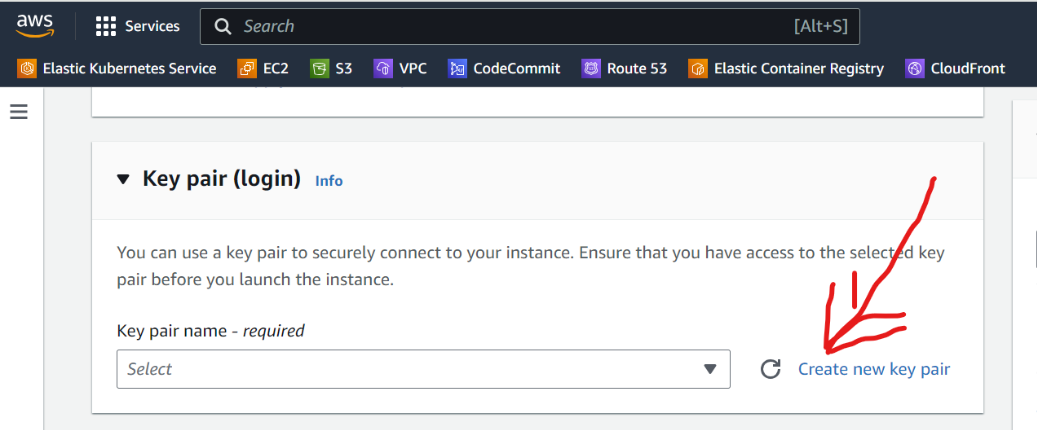 aws
Services
Search
[Alt+S]
Elastic Kubernetes Service
EC2
S3
VPC
CodeCommit
Route 53
Elastic Container Registry
CloudFront
Key pair (login) Info
You can use a key pair to securely connect to your instance. Ensure that you have access to the selected key
pair before you launch the instance.
Key pair name - required
Select
Create new key pair